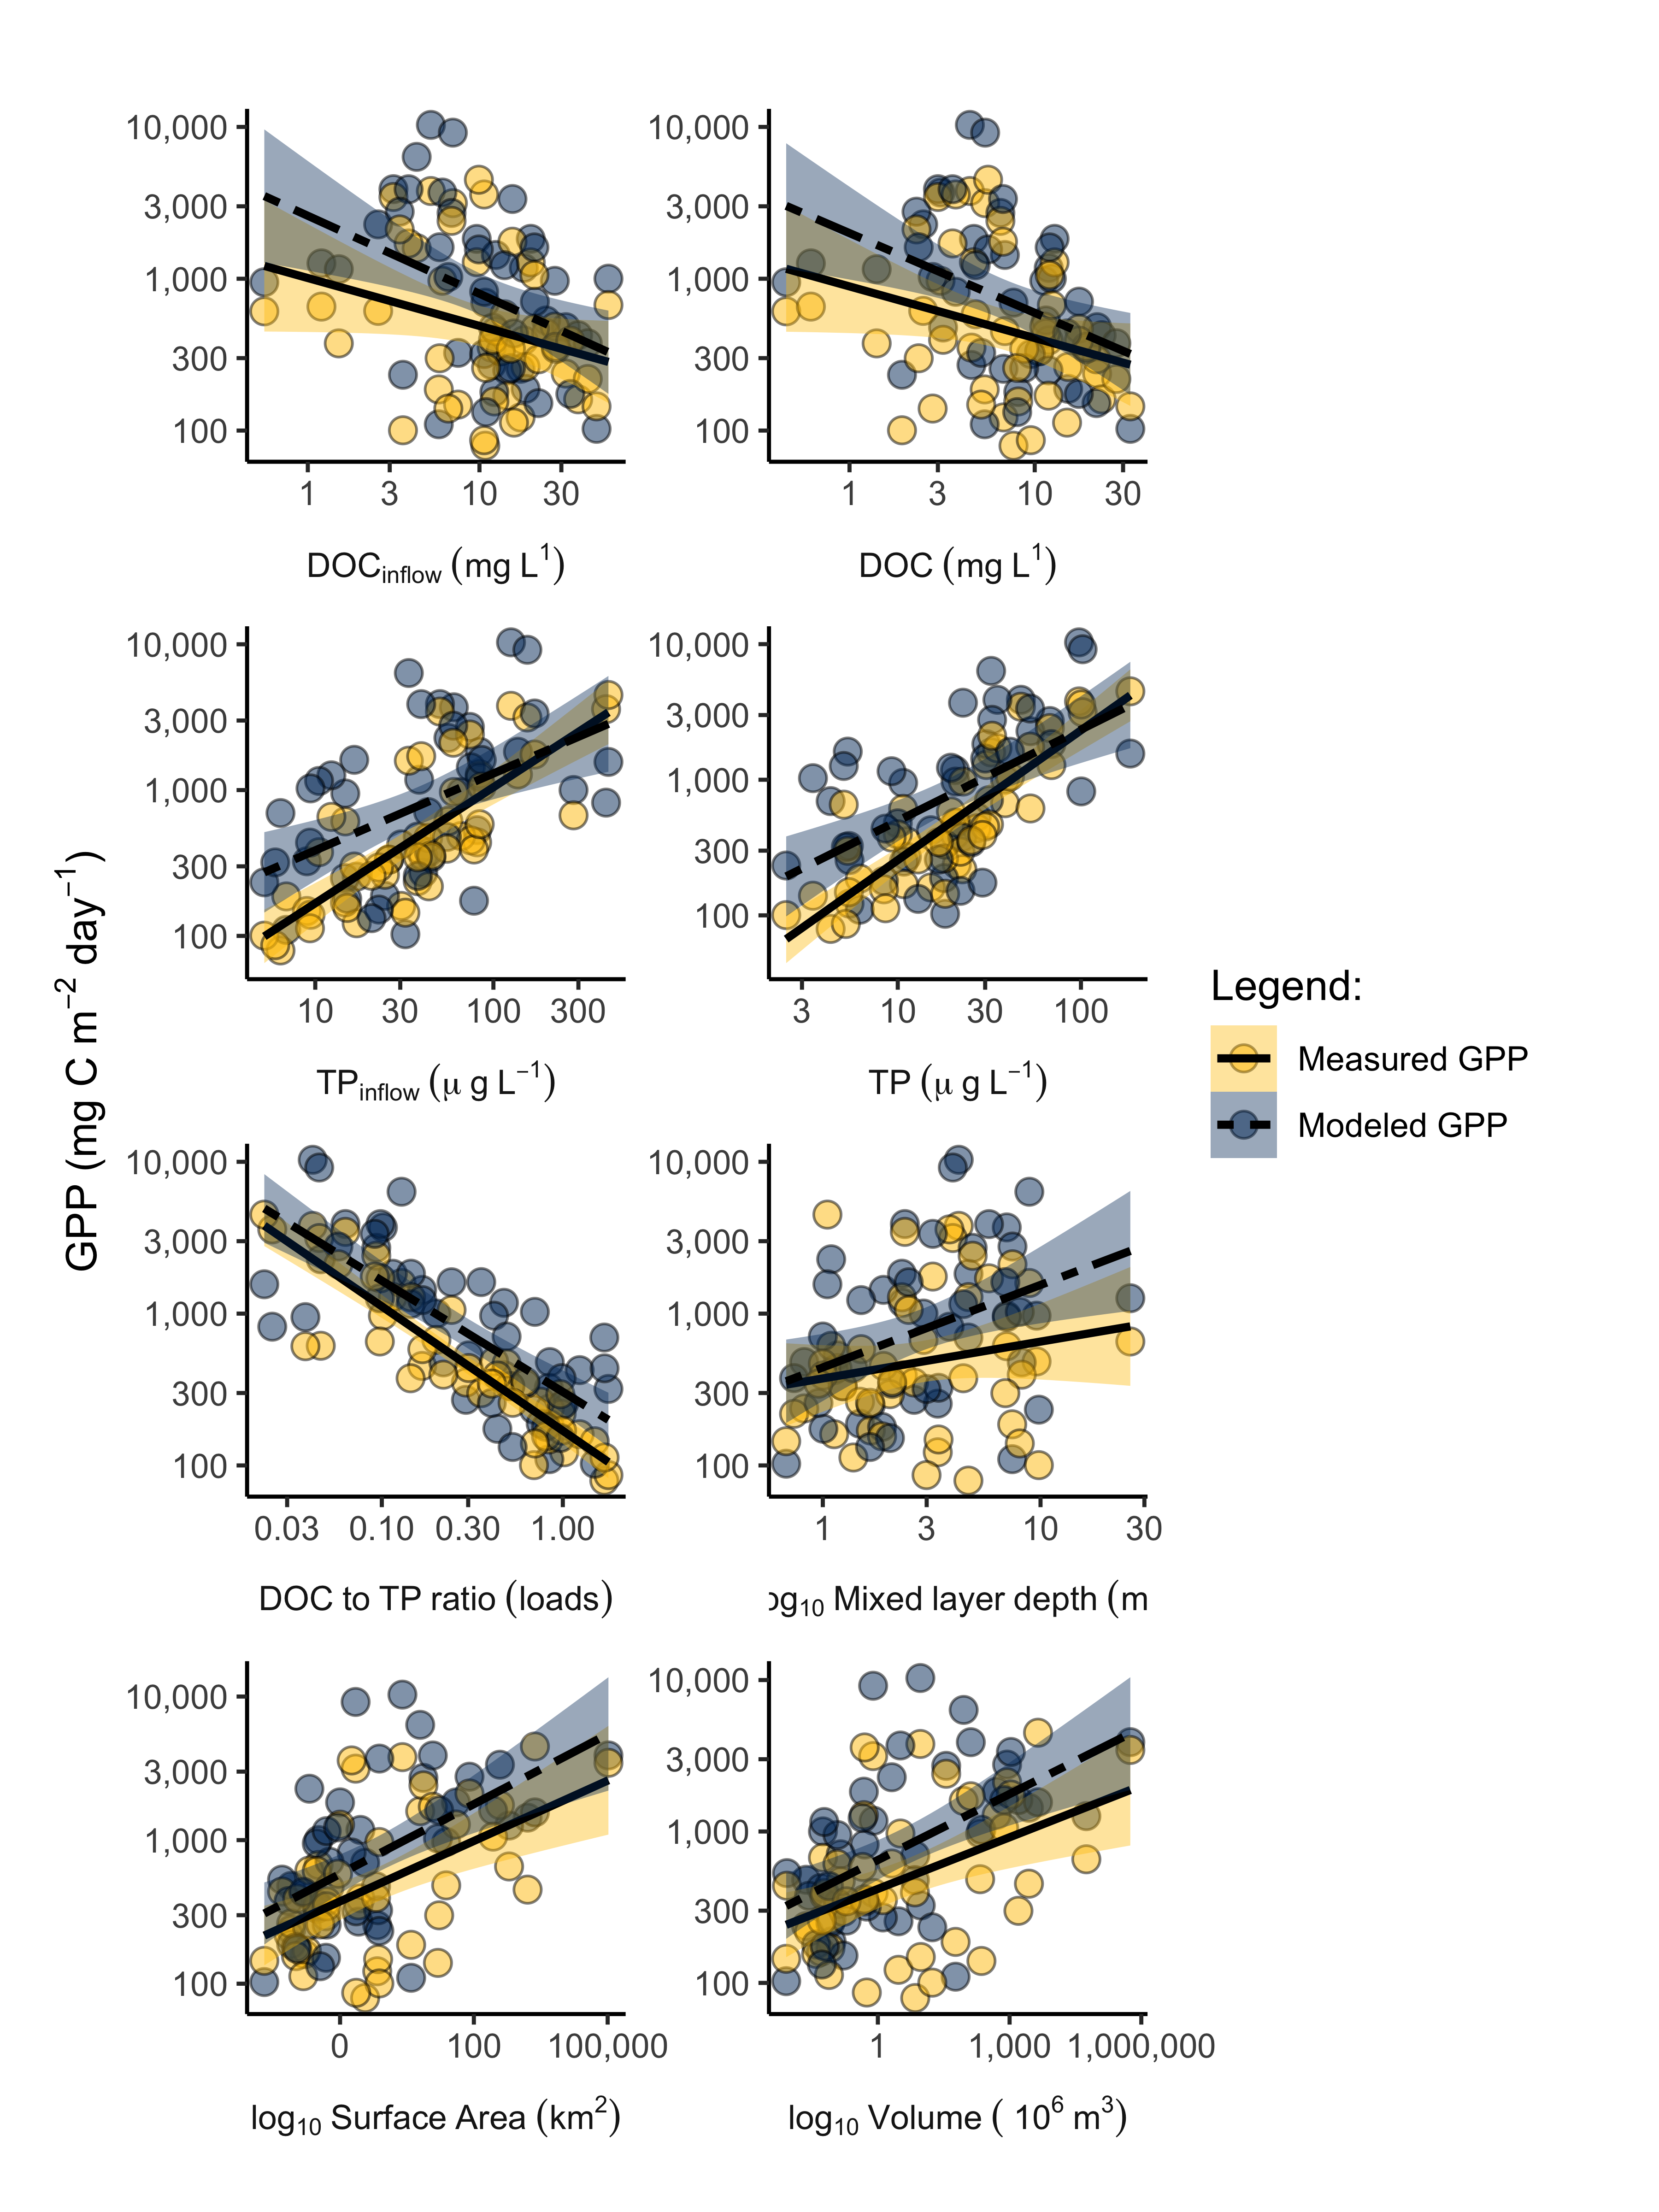 10,000
3,000
1,000
300
100
1 3 10 30
DOCinflow (mg L¹)
10,000
3,000
1,000
300
100
1 3 10 30
DOC (mg L¹)
10,000
3,000
1,000
300
100
10 30 100 300
TPinflow (μ g L⁻¹)
10,000
3,000
1,000
300
100
3 10 30 100
TP (μ g L⁻¹)
GPP (mg C m⁻² day⁻¹)
Legend:
Measured GPP
Modeled GPP
10,000
3,000
1,000
300
100
0.03 0.10 0.30 1.00
DOC to TP ratio (loads)
10,000
3,000
1,000
300
100
1 3 10 30
og₁₀ Mixed layer depth (m
10,000
3,000
1,000
300
100
0 100 100,000
log₁₀ Surface Area (km²)
10,000
3,000
1,000
300
100
1 1,000 1,000,000
log₁₀ Volume ( 10⁶ m³)